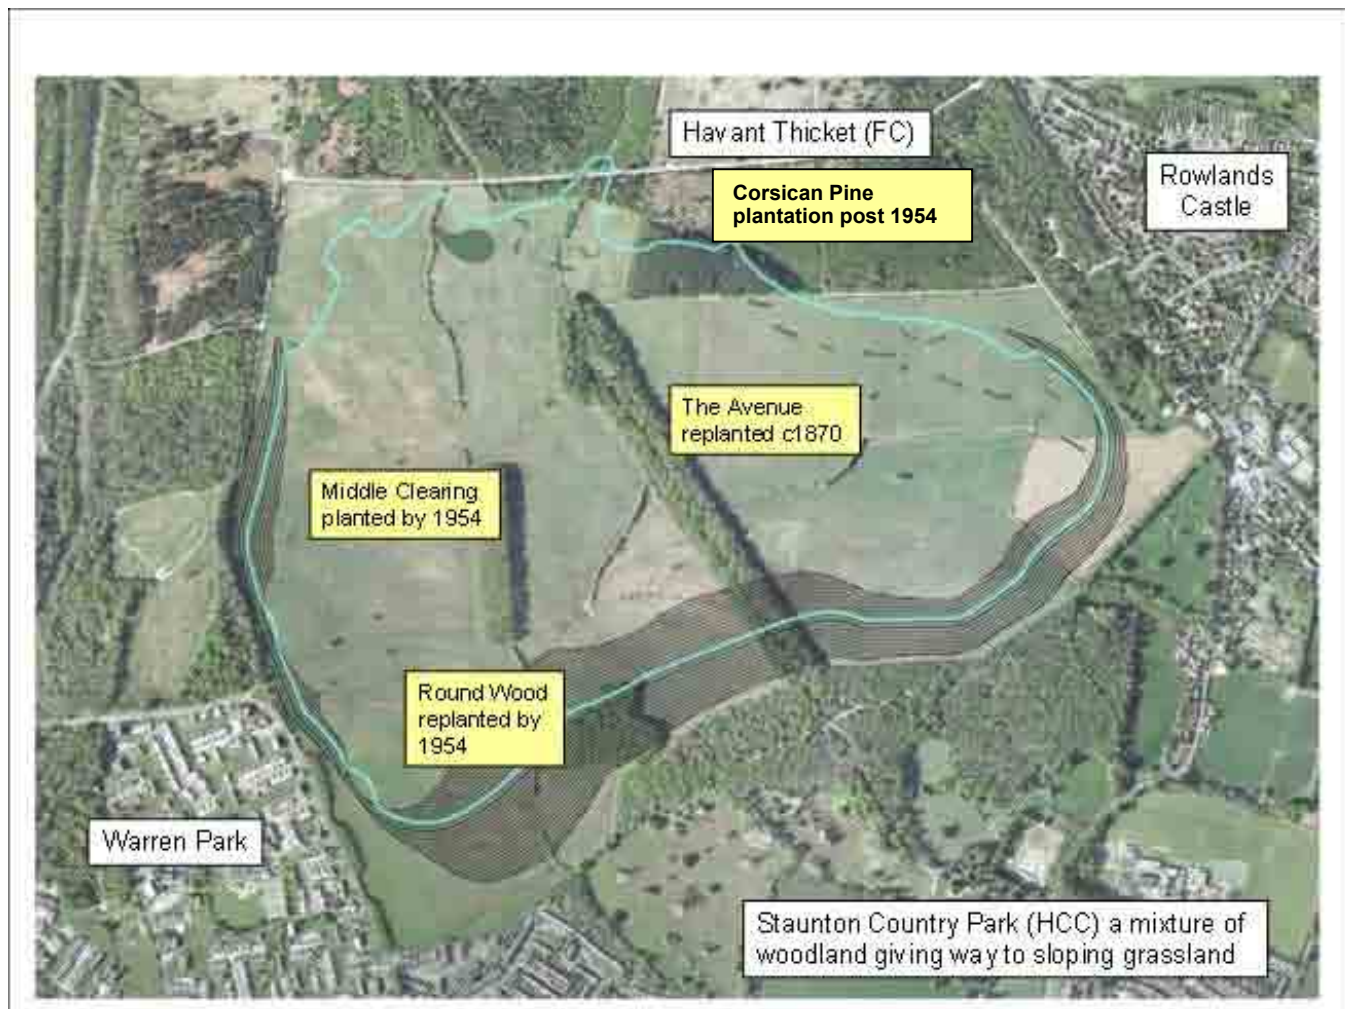 Havant Thicket (FC)
Rowlands
Castle
Corsican Pine
plantation post 1954
The Avenue
replanted c1870
Middle Clearing
planted by 1954
Round Wood
replanted by
1954
Warren Park
Staunton Country Park (HCC) a mixture of
woodland giving way to sloping grassland